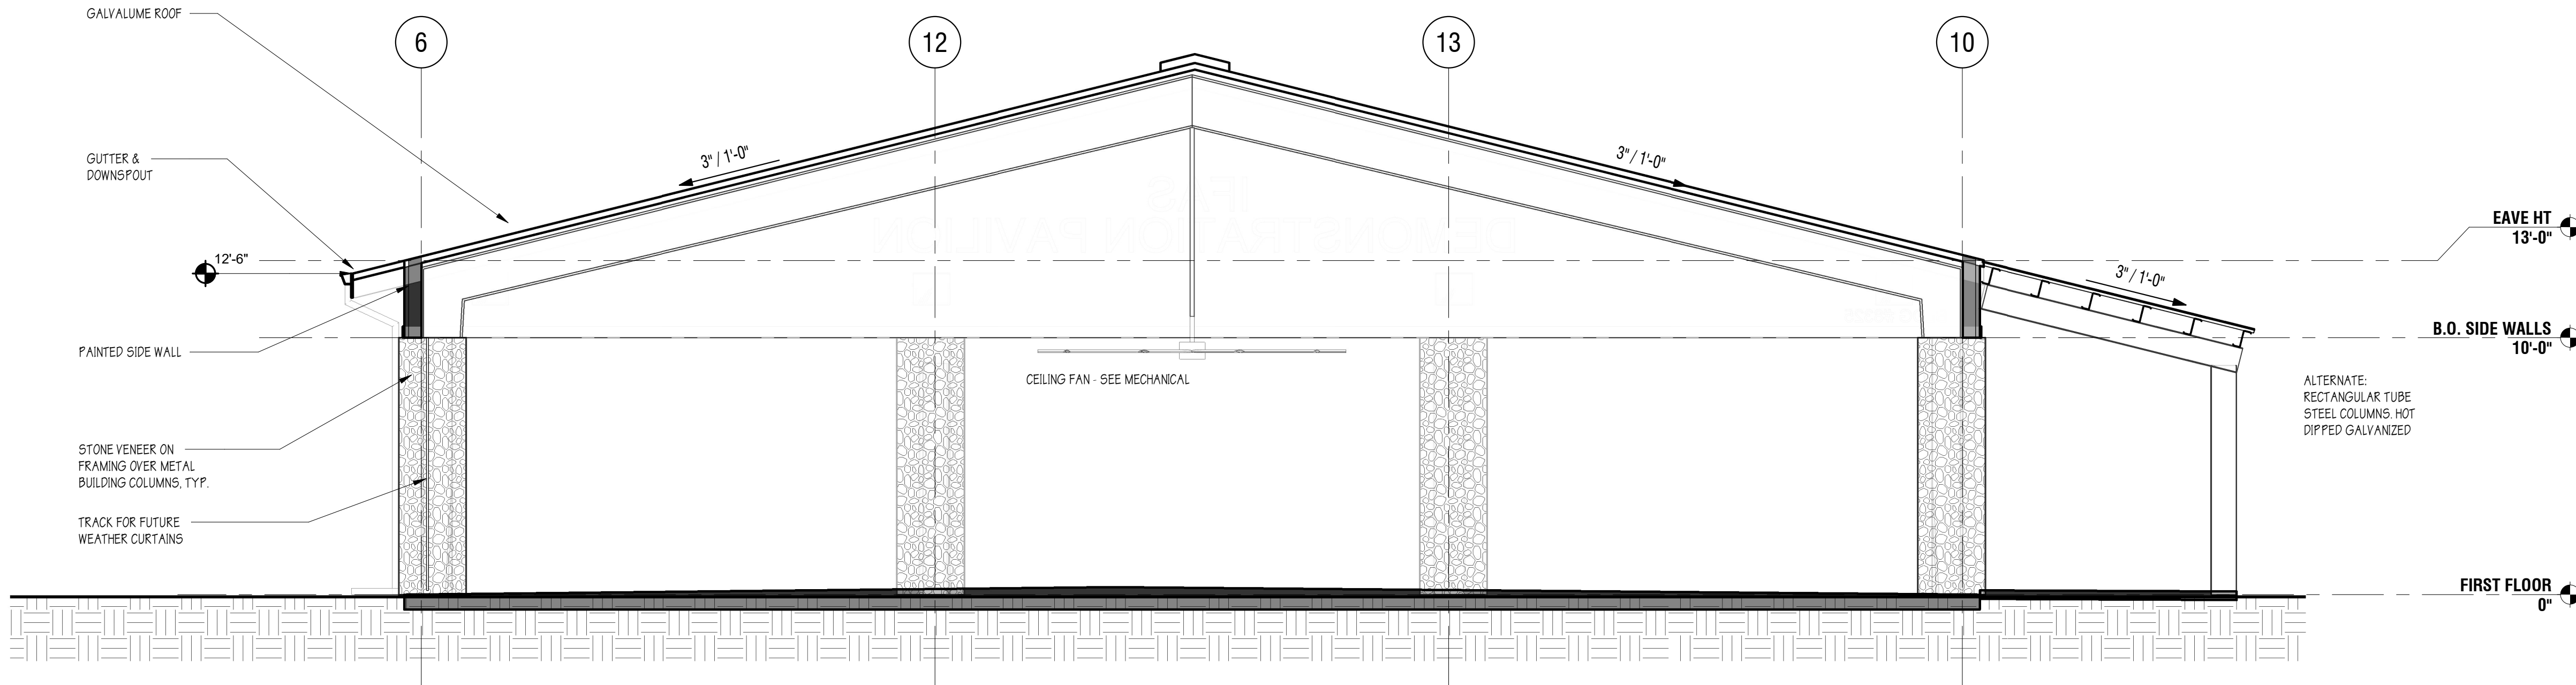 GALVALUME ROOF
6
12
13
10
GUTTER &
DOWNSPOUT
3" / 1'-0"
3" / 1'-0"
IFAS
DEMONSTRATION PAVILION
EAVE HT
13'-0"
12'-6"
3" / 1'-0"
PAINTED SIDE WALL
B.O. SIDE WALLS
10'-0"
CEILING FAN - SEE MECHANICAL
ALTERNATE:
RECTANGULAR TUBE
STEEL COLUMNS. HOT
DIPPED GALVANIZED
STONE VENEER ON
FRAMING OVER METAL
BUILDING COLUMNS, TYP.
TRACK FOR FUTURE
WEATHER CURTAINS
FIRST FLOOR
0"